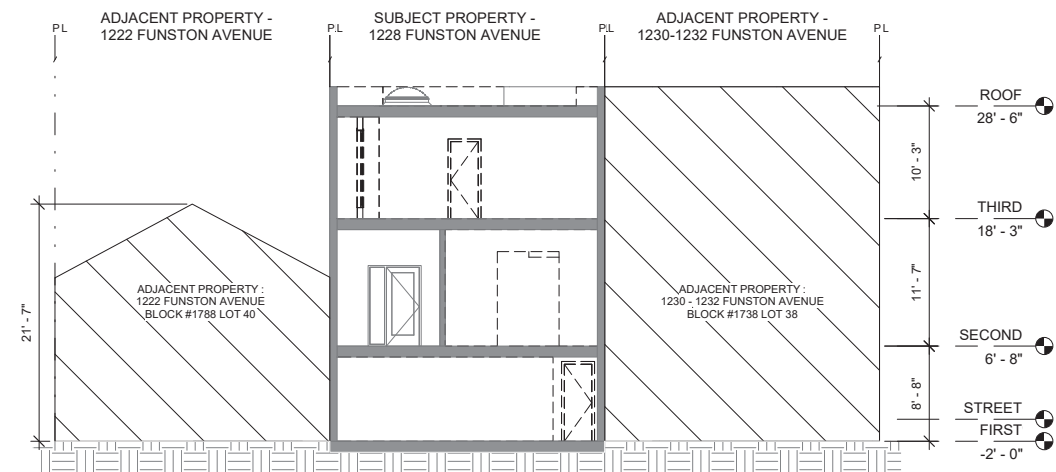 ADJACENT PROPERTY -
1222 FUNSTON AVENUE
SUBJECT PROPERTY -
1228 FUNSTON AVENUE
ADJACENT PROPERTY -
1230-1232 FUNSTON AVENUE
PL
PL
PL
PL
ROOF
28' - 6"
10' - 3"
THIRD
18' - 3"
11' - 7"
ADJACENT PROPERTY :
1222 FUNSTON AVENUE
BLOCK #1788 LOT 40
ADJACENT PROPERTY :
1230 - 1232 FUNSTON AVENUE
BLOCK #1738 LOT 38
21' - 7"
SECOND
6' - 8"
8' - 8"
STREET
FIRST
-2' - 0"